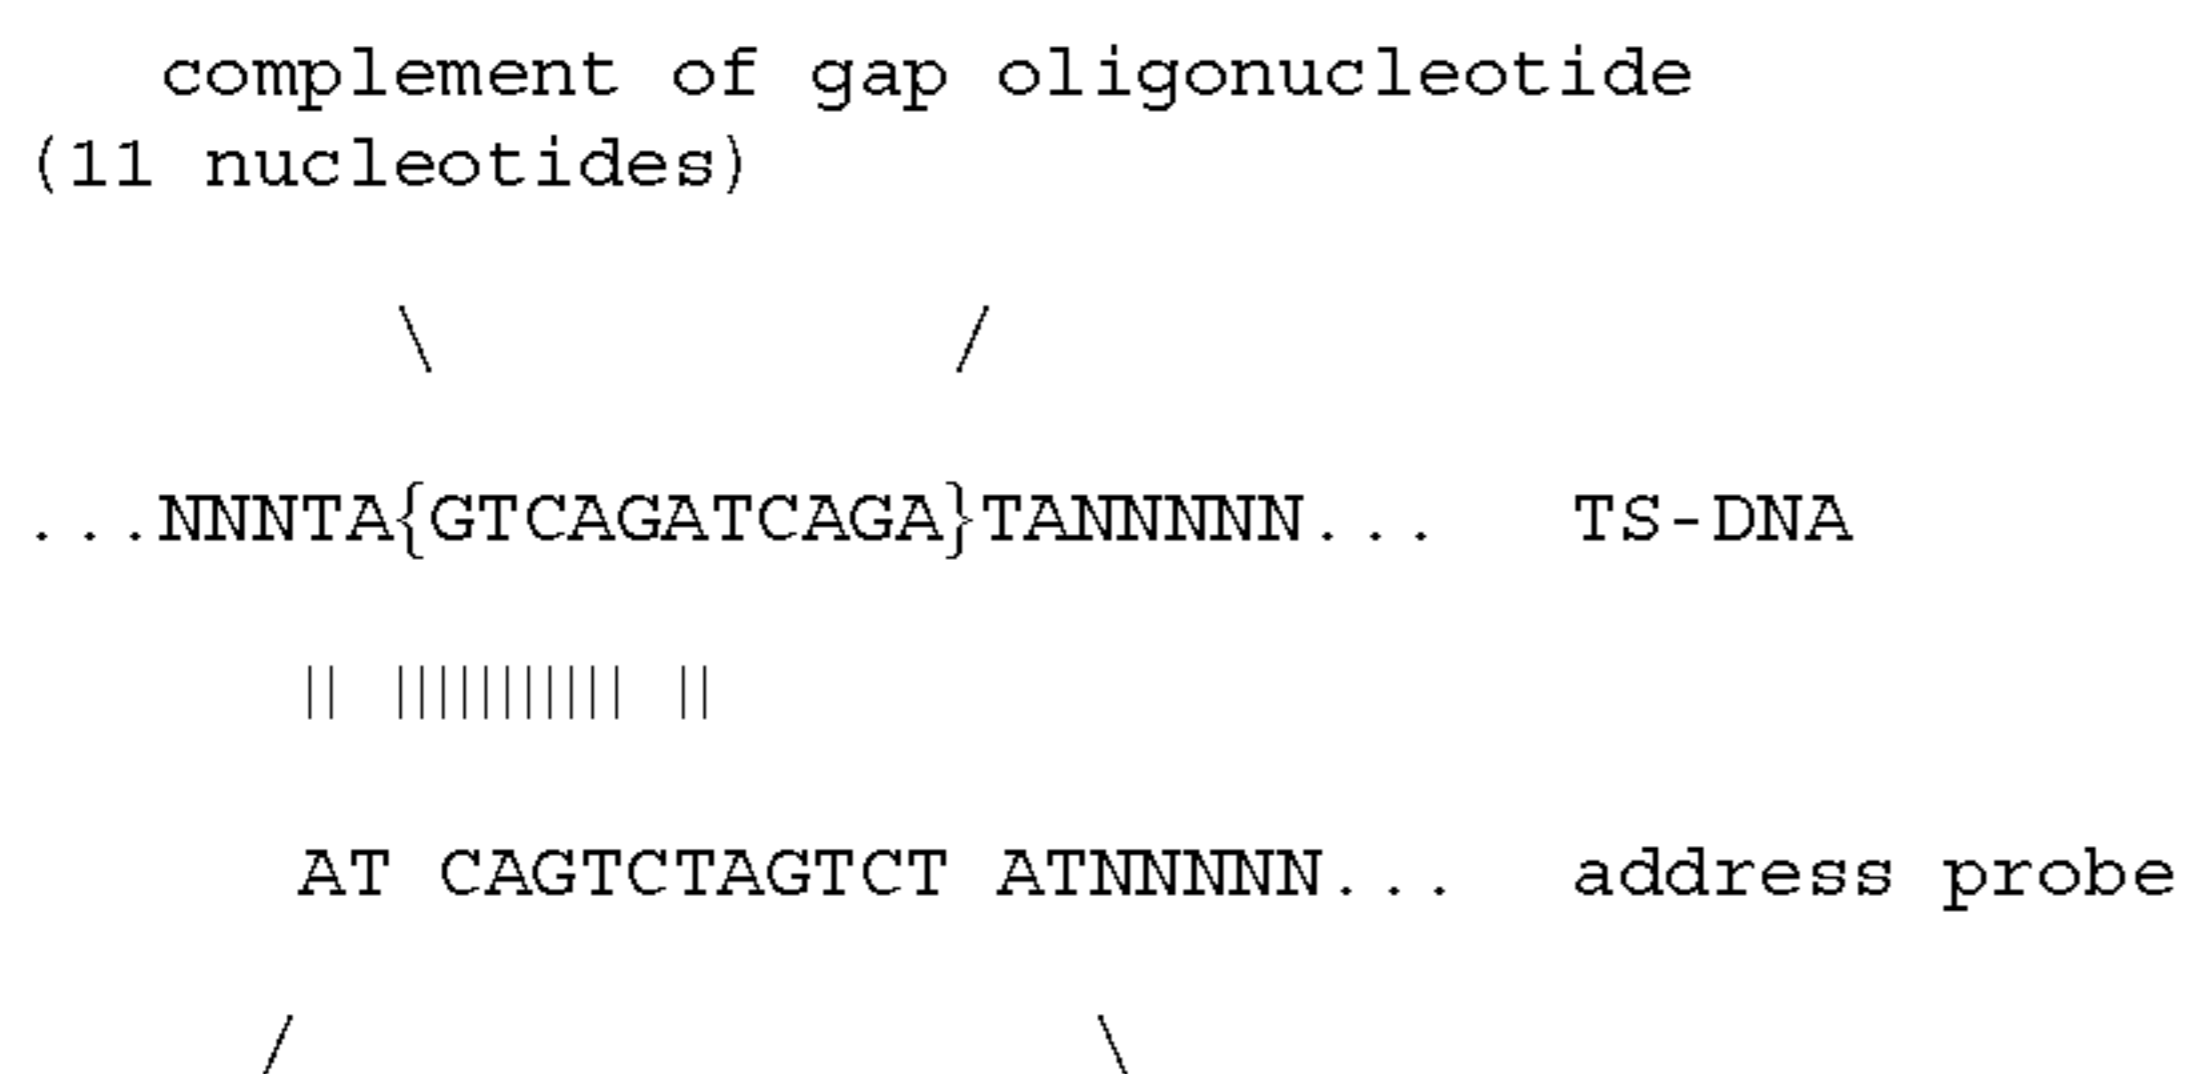 complement of gap oligonucleotide
(11 nucleotides)
\ /
...NNNTA{GTCAGATCAGA}TANNNNN... TS-DNA
|| ||||||||||| ||
AT CAGTCTAGTCT ATNNNNN... address probe
/ \